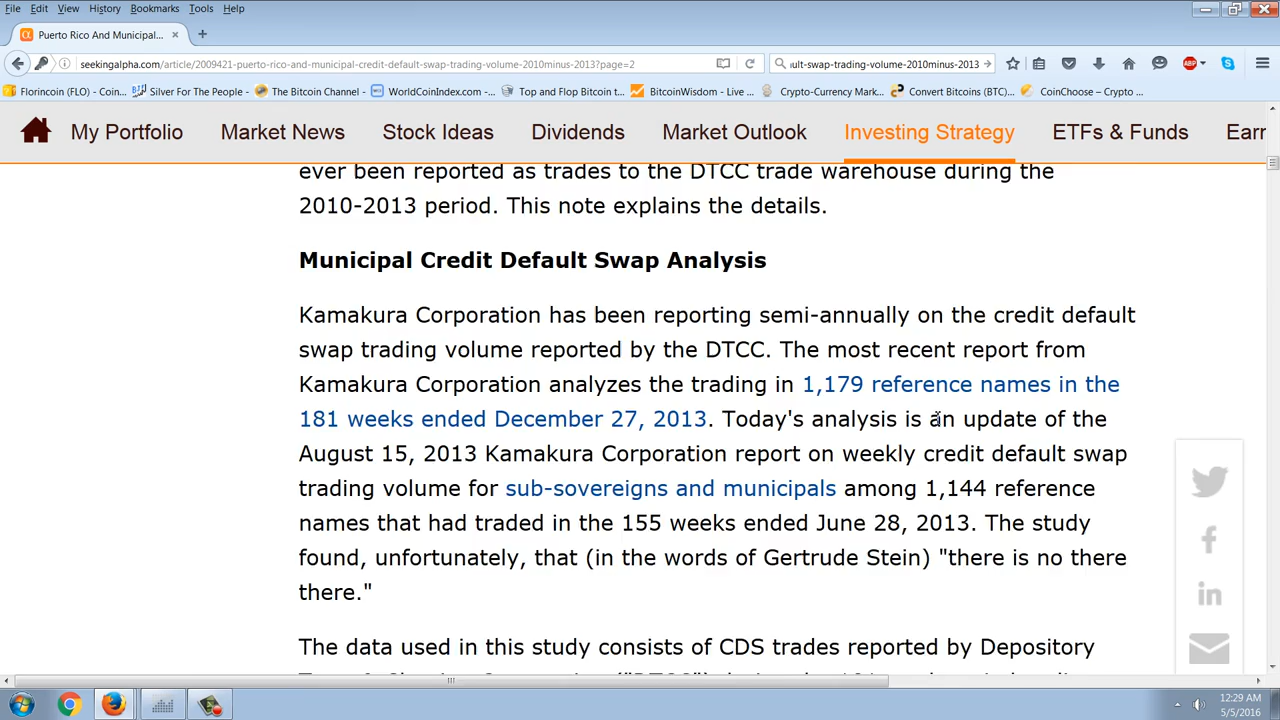 File Edit View History Bookmarks Tools Help
Puerto Rico And Municipal...
seekingalpha.com/article/2009421-puerto-rico-and-municipal-credit-default-swap-trading-volume-2010minus-2013?page=2
ult-swap-trading-volume-2010minus-2013
Florincoin (FLO) - Coin... Silver For The People - The Bitcoin Channel - WorldCoinIndex.com -... Top and Flop Bitcoin t... BitcoinWisdom - Live ... Crypto-Currency Mark... Convert Bitcoins (BTC)... CoinChoose – Crypto ...
My Portfolio Market News Stock Ideas Dividends Market Outlook Investing Strategy ETFs & Funds Earr
ever been reported as trades to the DTCC trade warehouse during the
2010-2013 period. This note explains the details.
Municipal Credit Default Swap Analysis
Kamakura Corporation has been reporting semi-annually on the credit default
swap trading volume reported by the DTCC. The most recent report from
Kamakura Corporation analyzes the trading in 1,179 reference names in the
181 weeks ended December 27, 2013. Today's analysis is an update of the
August 15, 2013 Kamakura Corporation report on weekly credit default swap
trading volume for sub-sovereigns and municipals among 1,144 reference
names that had traded in the 155 weeks ended June 28, 2013. The study
found, unfortunately, that (in the words of Gertrude Stein) "there is no there
there."
The data used in this study consists of CDS trades reported by Depository
12:29 AM
5/5/2016